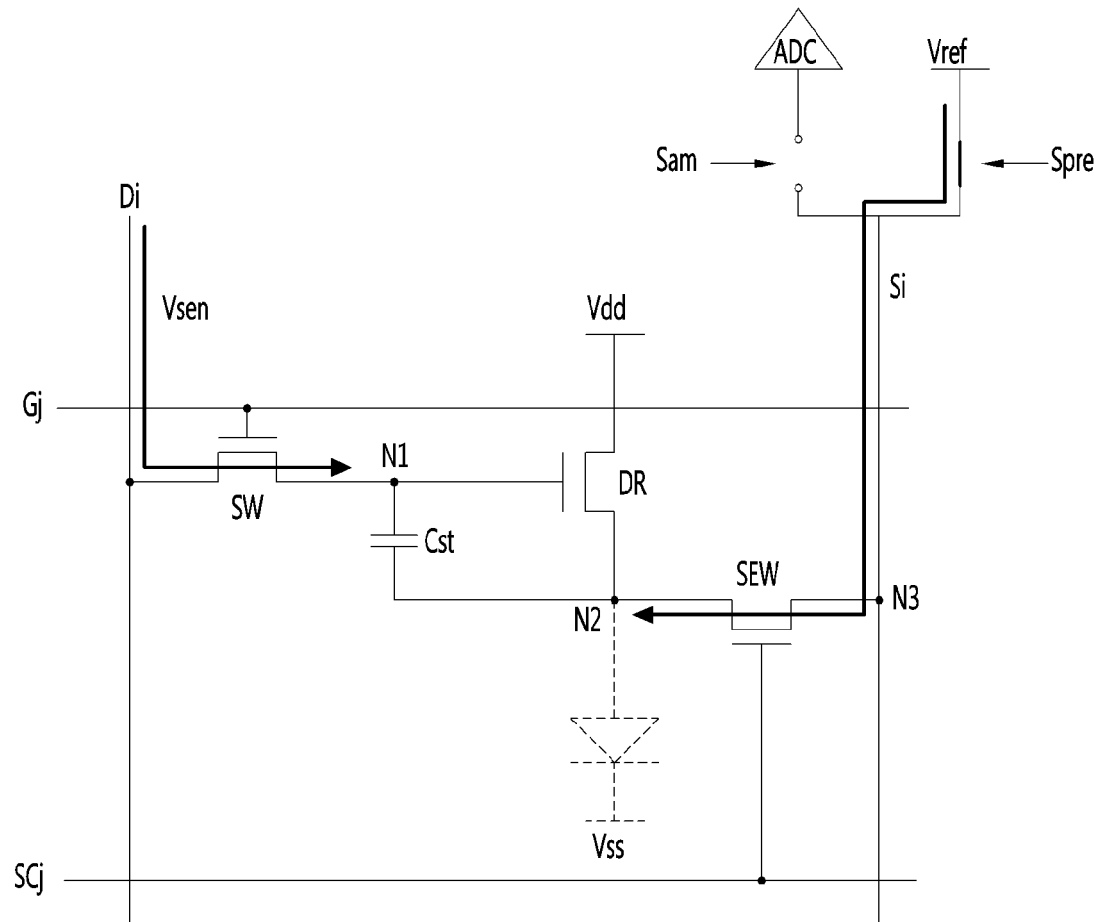 ADC
Vref
Sam
Spre
Di
Si
Vsen
Vdd
Gj
N1
DR
SW
Cst
SEW
N2
N3
Vss
SCj